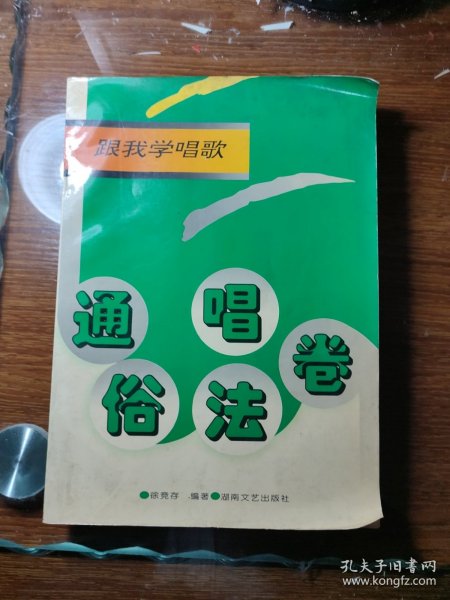 跟我学唱歌
通俗唱法卷
徐亮存 编著 湖南文艺出版社
孔夫子旧书网
www.kongfz.com